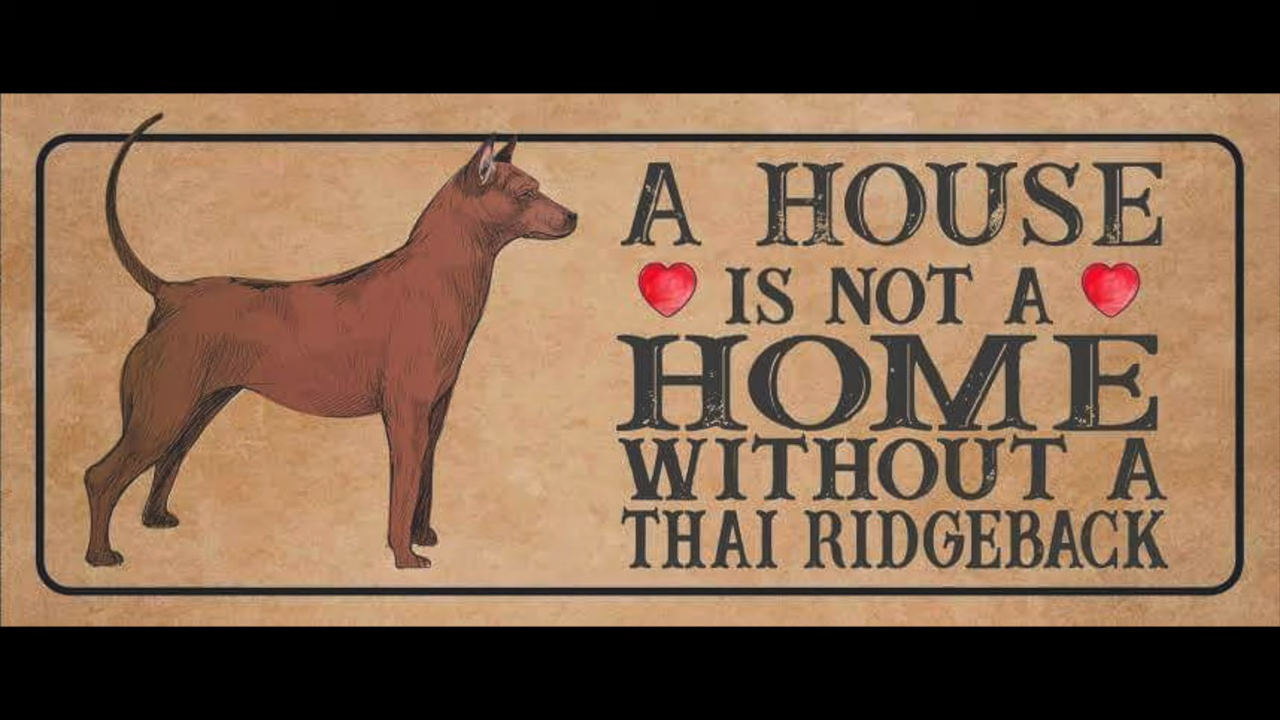 A HOUSE
IS NOT A
HOME
WITHOUT A
THAI RIDGEBACK